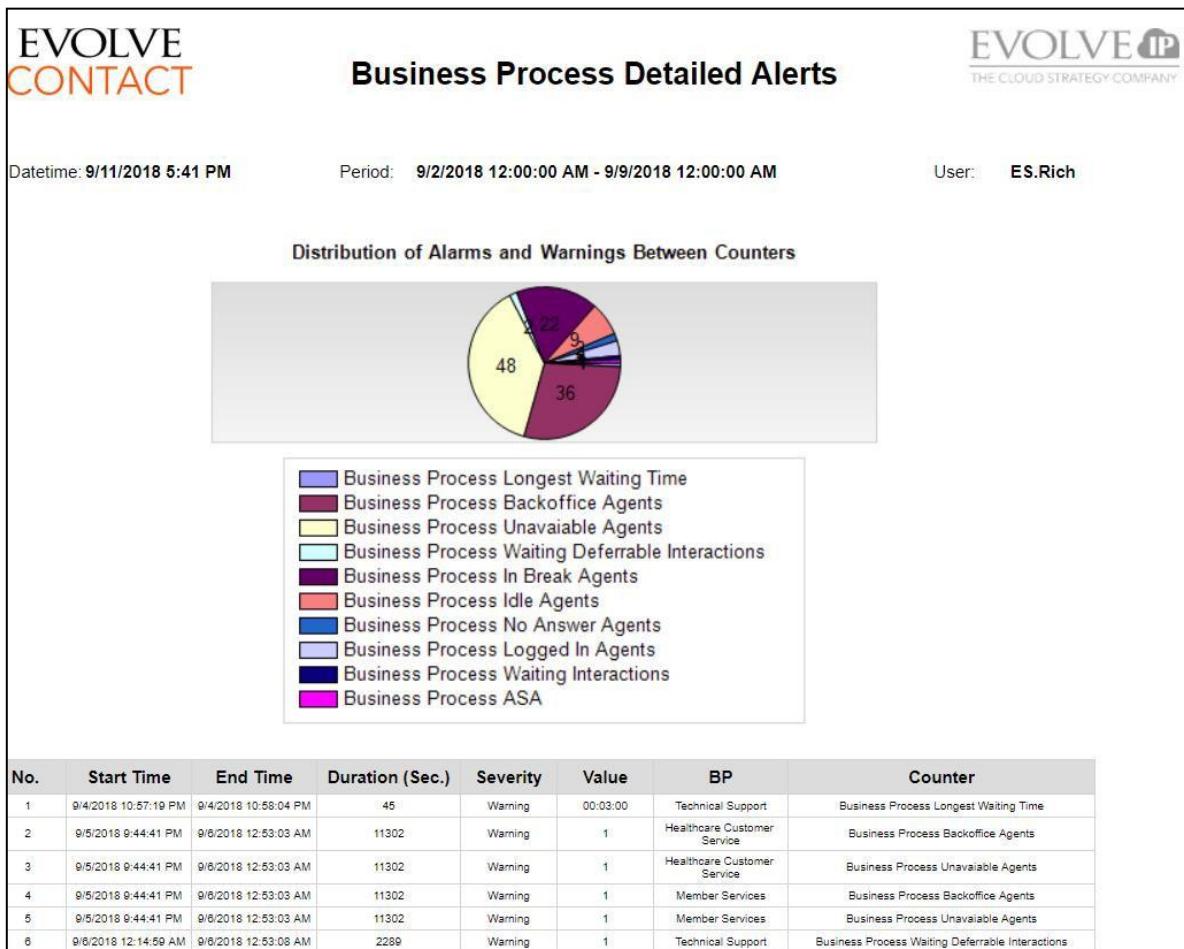 EVOLVE
CONTACT
Business Process Detailed Alerts
EVOLVE IP
THE CLOUD STRATEGY COMPANY
Datetime: 9/11/2018 5:41 PM Period: 9/2/2018 12:00:00 AM - 9/9/2018 12:00:00 AM User: ES.Rich
Distribution of Alarms and Warnings Between Counters
2 22
9
48
36
Business Process Longest Waiting Time
Business Process Backoffice Agents
Business Process Unavaiable Agents
Business Process Waiting Deferrable Interactions
Business Process In Break Agents
Business Process Idle Agents
Business Process No Answer Agents
Business Process Logged In Agents
Business Process Waiting Interactions
Business Process ASA
No. Start Time End Time Duration (Sec.) Severity Value BP Counter
1 9/4/2018 10:57:19 PM 9/4/2018 10:58:04 PM 45 Warning 00:03:00 Technical Support Business Process Longest Waiting Time
2 9/5/2018 9:44:41 PM 9/6/2018 12:53:03 AM 11302 Warning 1 Healthcare Customer Service Business Process Backoffice Agents
3 9/5/2018 9:44:41 PM 9/6/2018 12:53:03 AM 11302 Warning 1 Healthcare Customer Service Business Process Unavaiable Agents
4 9/5/2018 9:44:41 PM 9/6/2018 12:53:03 AM 11302 Warning 1 Member Services Business Process Backoffice Agents
5 9/5/2018 9:44:41 PM 9/6/2018 12:53:03 AM 11302 Warning 1 Member Services Business Process Unavaiable Agents
6 9/6/2018 12:14:59 AM 9/6/2018 12:53:08 AM 2289 Warning 1 Technical Support Business Process Waiting Deferrable Interactions